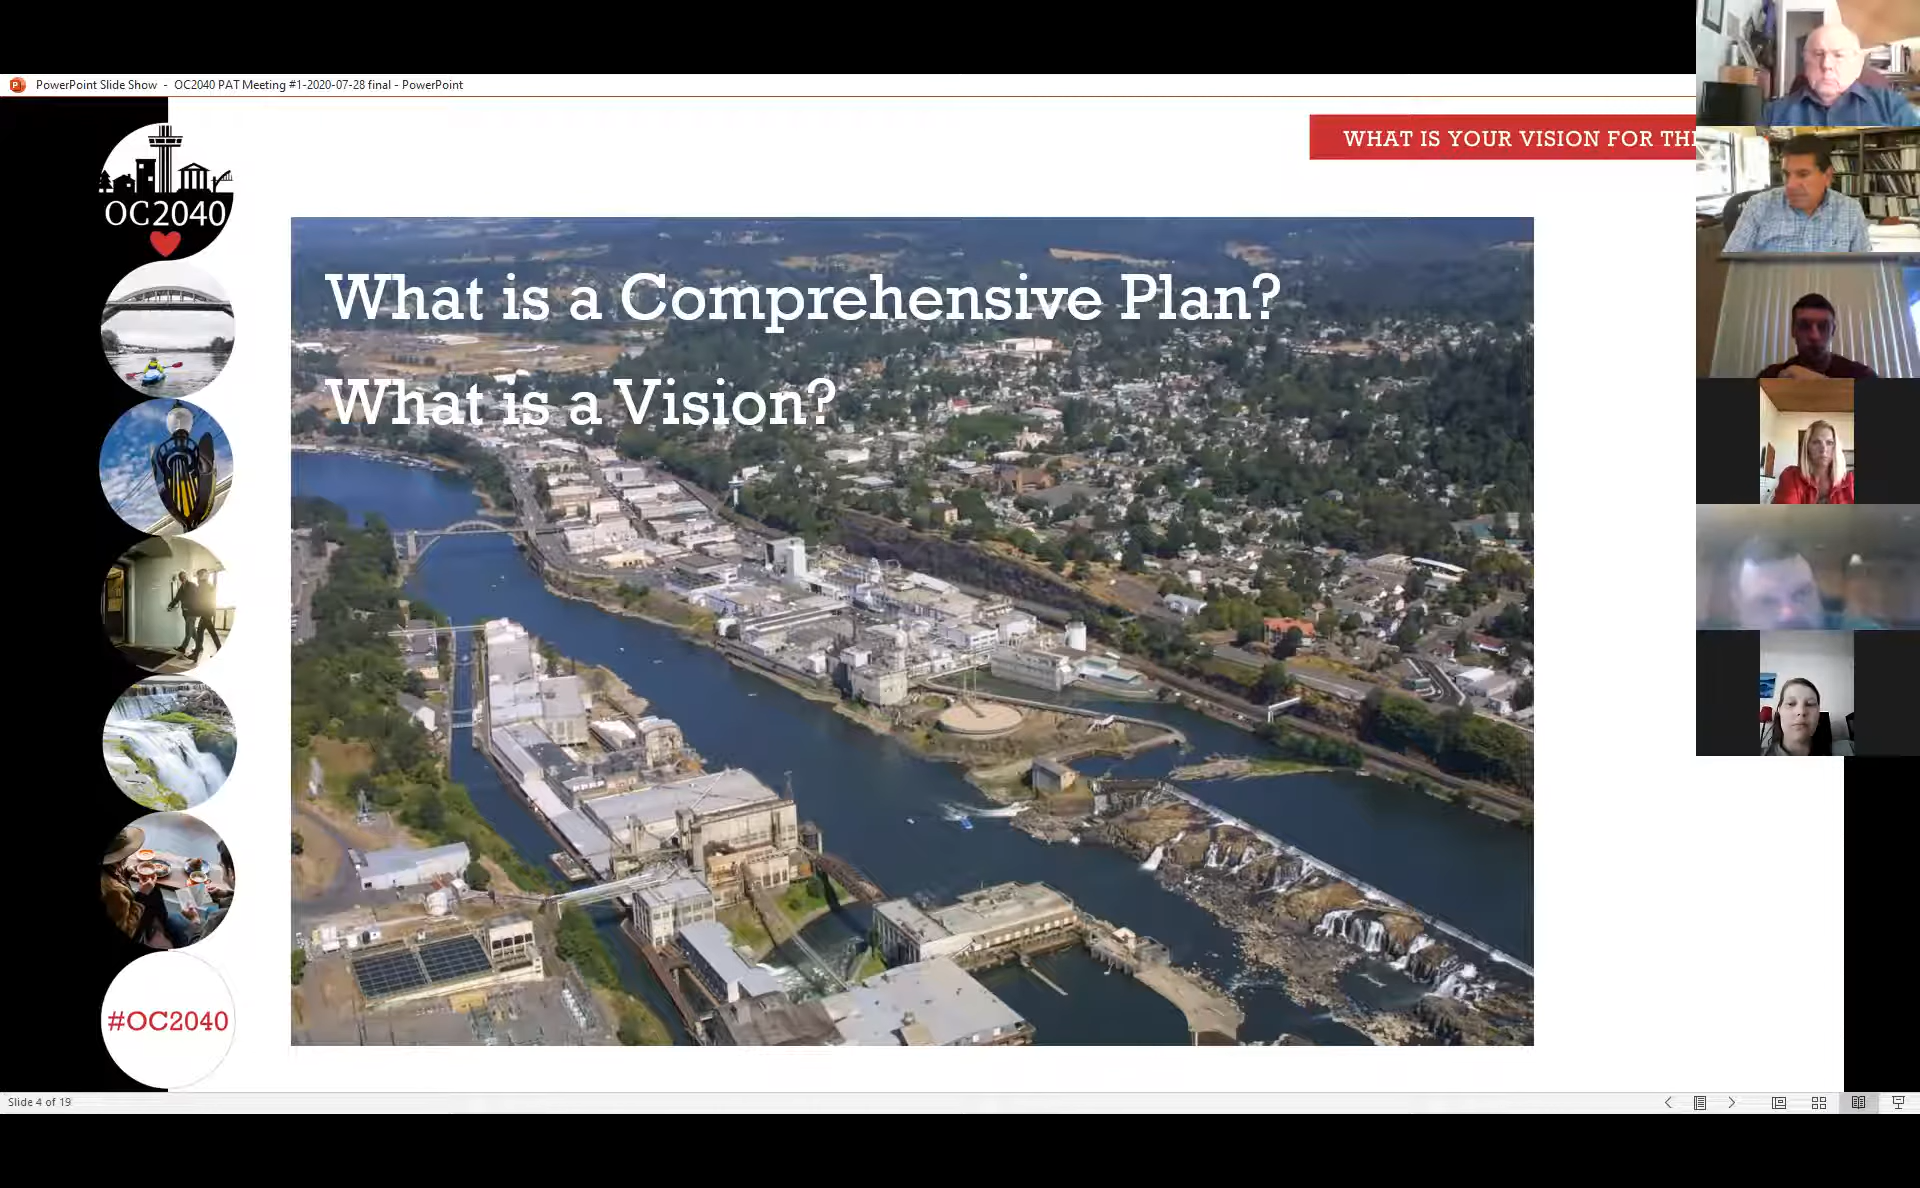 PowerPoint Slide Show - OC2040 PAT Meeting #1-2020-07-28 final - PowerPoint
WHAT IS YOUR VISION FOR TH
OC2040
What is a Comprehensive Plan?
What is a Vision?
#OC2040
Slide 4 of 19